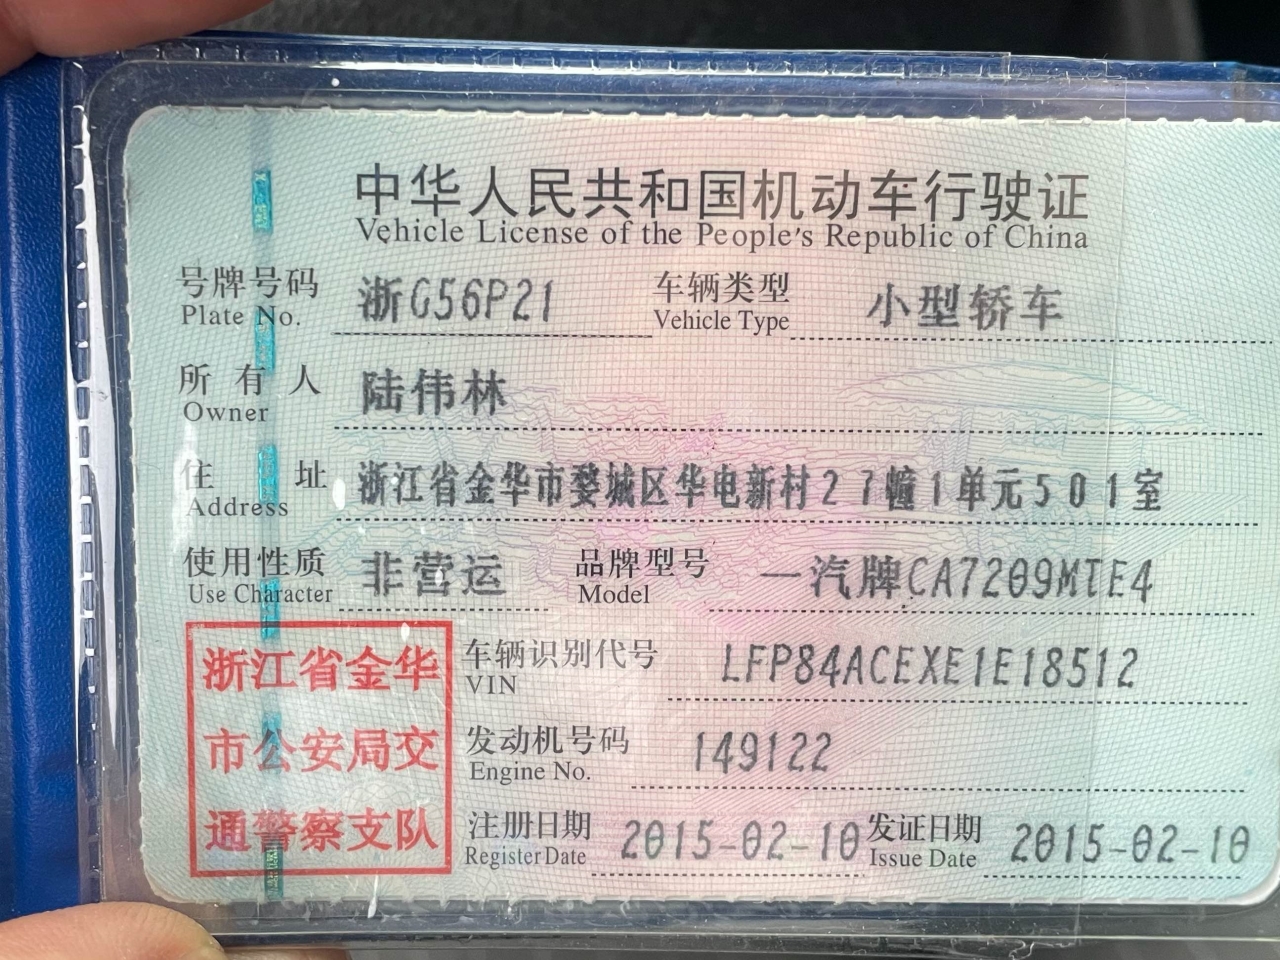 中华人民共和国机动车行驶证
Vehicle License of the People's Republic of China
号牌号码 浙G56P21 车辆类型 小型轿车
Plate No. Vehicle Type
所有人 陆伟林
Owner
住址 浙江省金华市婺城区华电新村27幢1单元501室
Address
使用性质 非营运 品牌型号 一汽牌CA7209MTE4
Use Character Model
浙江省金华
市公安局交
通警察支队
车辆识别代号 LFP84ACEXE1E18512
VIN
发动机号码 149122
Engine No.
注册日期 2015-02-10 发证日期 2015-02-10
Register Date Issue Date